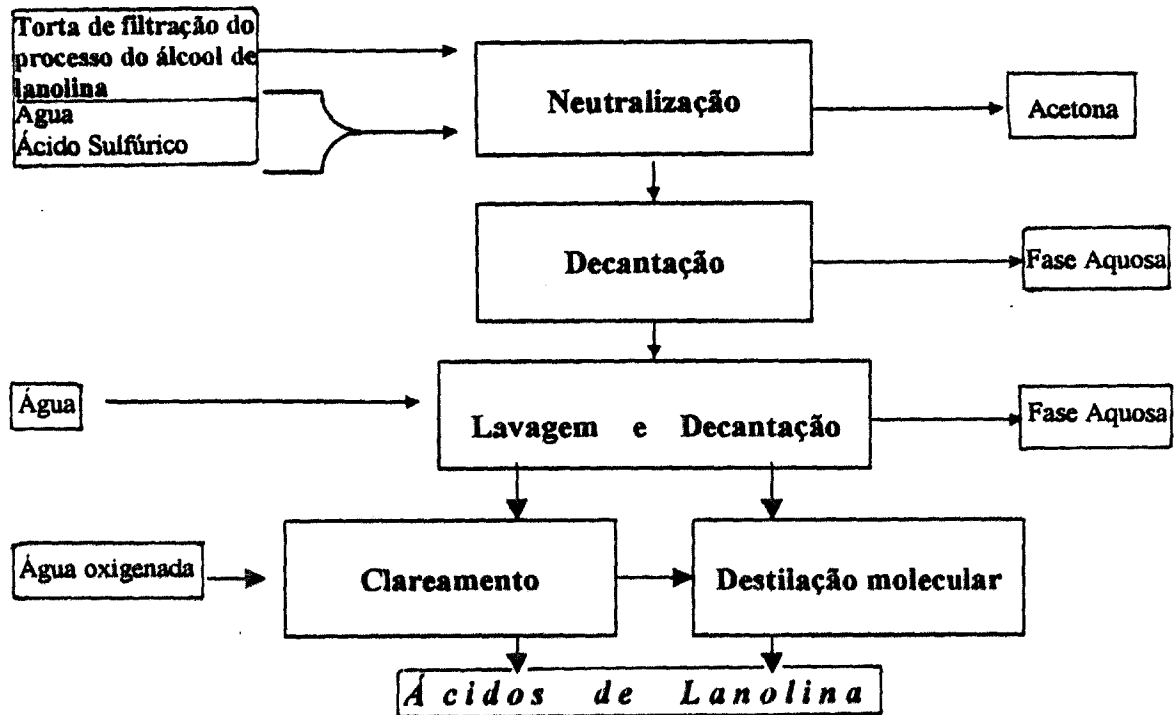 Torta de filtração do
processo do álcool de
lanolina
Agua
Ácido Sulfúrico
Neutralização
Acetona
Decantação
Fase Aquosa
Água
Lavagem e Decantação
Fase Aquosa
Água oxigenada
Clareamento
Destilação molecular
Ácidos de Lanolina